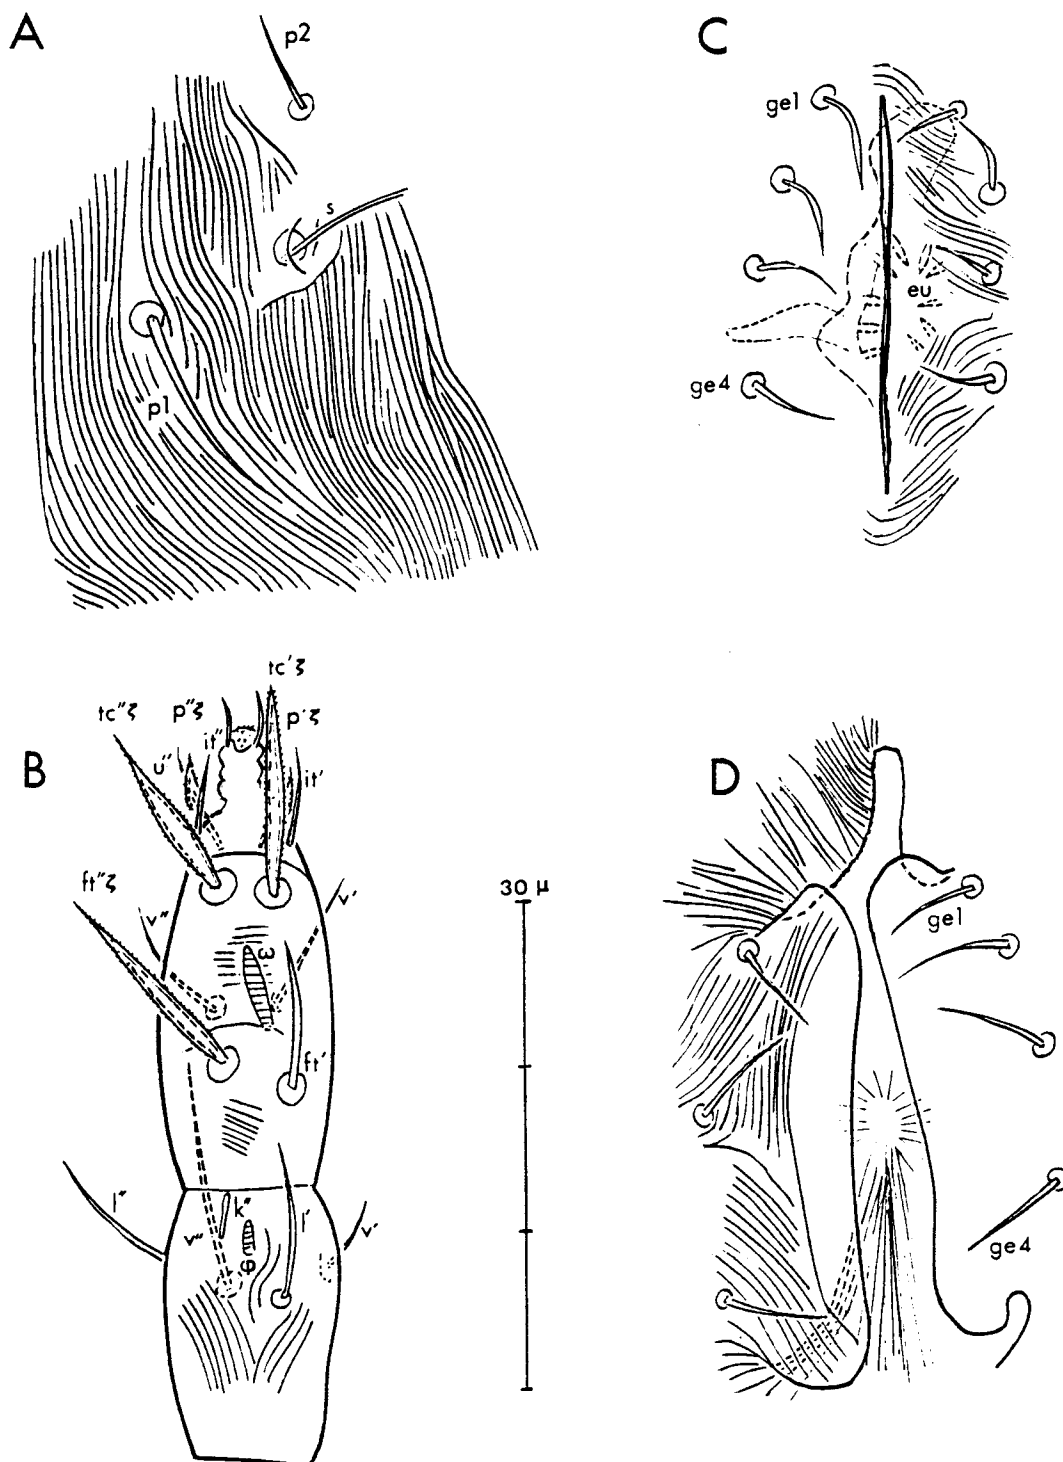 A
p2
s
p1
C
ge1
eu
ge4
B
tc'ζ
tc"ζ
p"ζ
p'ζ
it"
u"
it'
ft"ζ
v"
v'
ω
ft'
l"
k"
l'
v"
v'
φ
30 μ
D
ge1
ge4